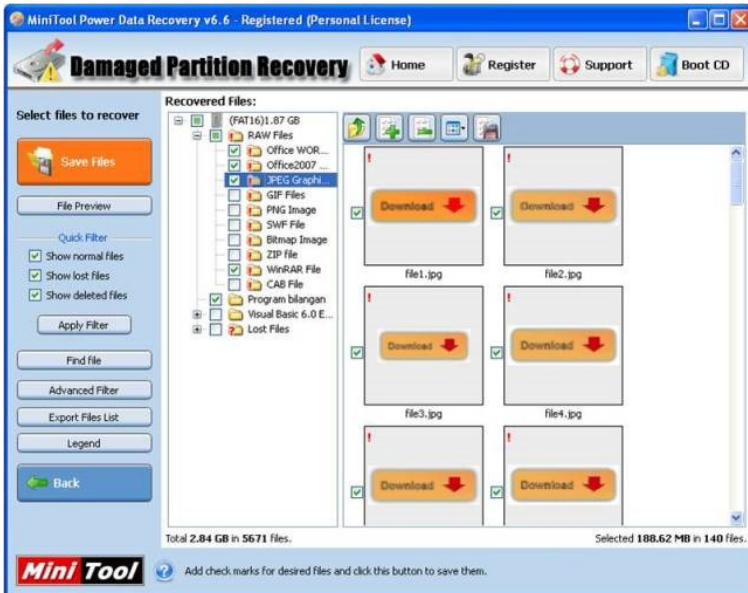 MiniTool Power Data Recovery v6.6 - Registered (Personal License)
Damaged Partition Recovery
Home
Register
Support
Boot CD
Select files to recover
Save Files
File Preview
Quick Filter
Show normal files
Show lost files
Show deleted files
Apply Filter
Find file
Advanced Filter
Export Files List
Legend
Back
Recovered Files:
(FAT16)1.87 GB
RAW Files
Office WOR...
Office2007 ...
JPEG Graphi...
GIF Files
PNG Image
SWF File
Bitmap Image
ZIP file
WinRAR File
CAB File
Program bilangan
Visual Basic 6.0 E...
Lost Files
Download
file1.jpg
Download
file2.jpg
Download
file3.jpg
Download
file4.jpg
Download
Download
Total 2.84 GB in 5671 files.
Selected 188.62 MB in 140 files.
Mini Tool
Add check marks for desired files and click this button to save them.